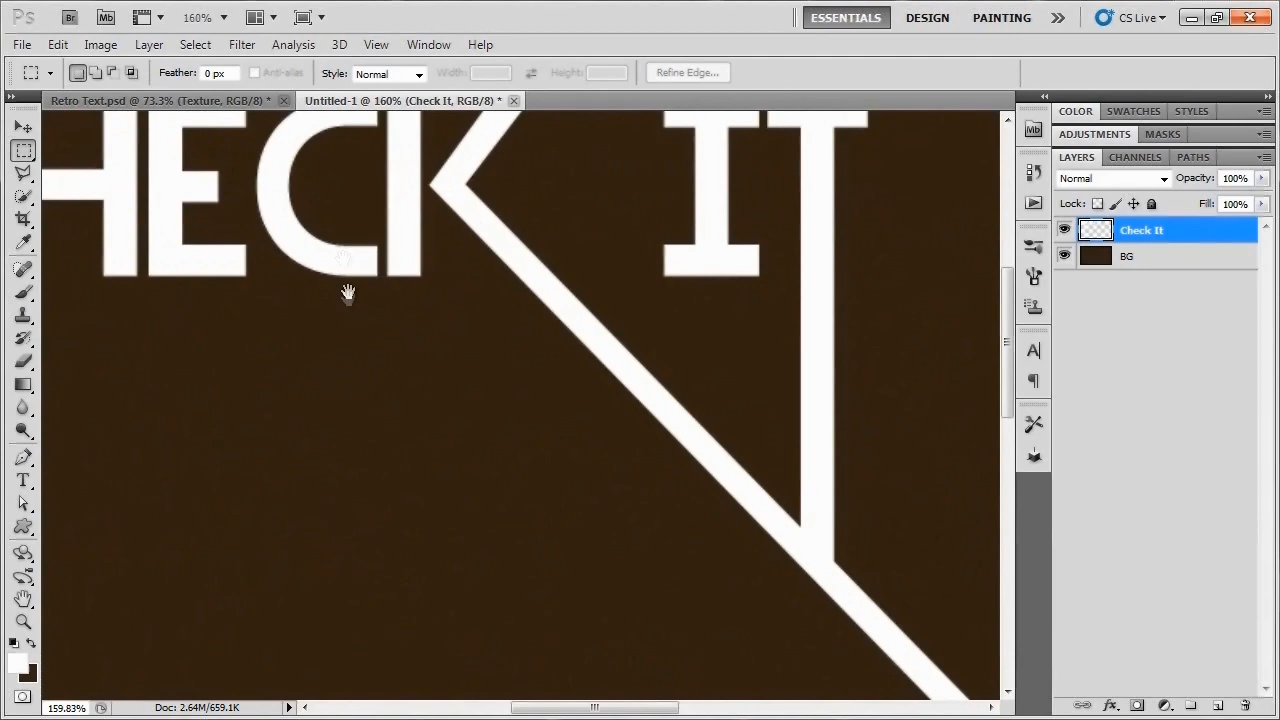 Ps Br Mb 160% ESSENTIALS DESIGN PAINTING CS Live
File Edit Image Layer Select Filter Analysis 3D View Window Help
Feather: 0 px Anti-alias Style: Normal Width: Height: Refine Edge...
Retro Text.psd @ 73.3% (Texture, RGB/8) * Untitled-1 @ 160% (Check It, RGB/8) *
COLOR SWATCHES STYLES
ADJUSTMENTS MASKS
LAYERS CHANNELS PATHS
Normal Opacity: 100%
Lock: Fill: 100%
Check It
BG
Mb
HECK IT
159.83% Doc: 2.64M/659.1K